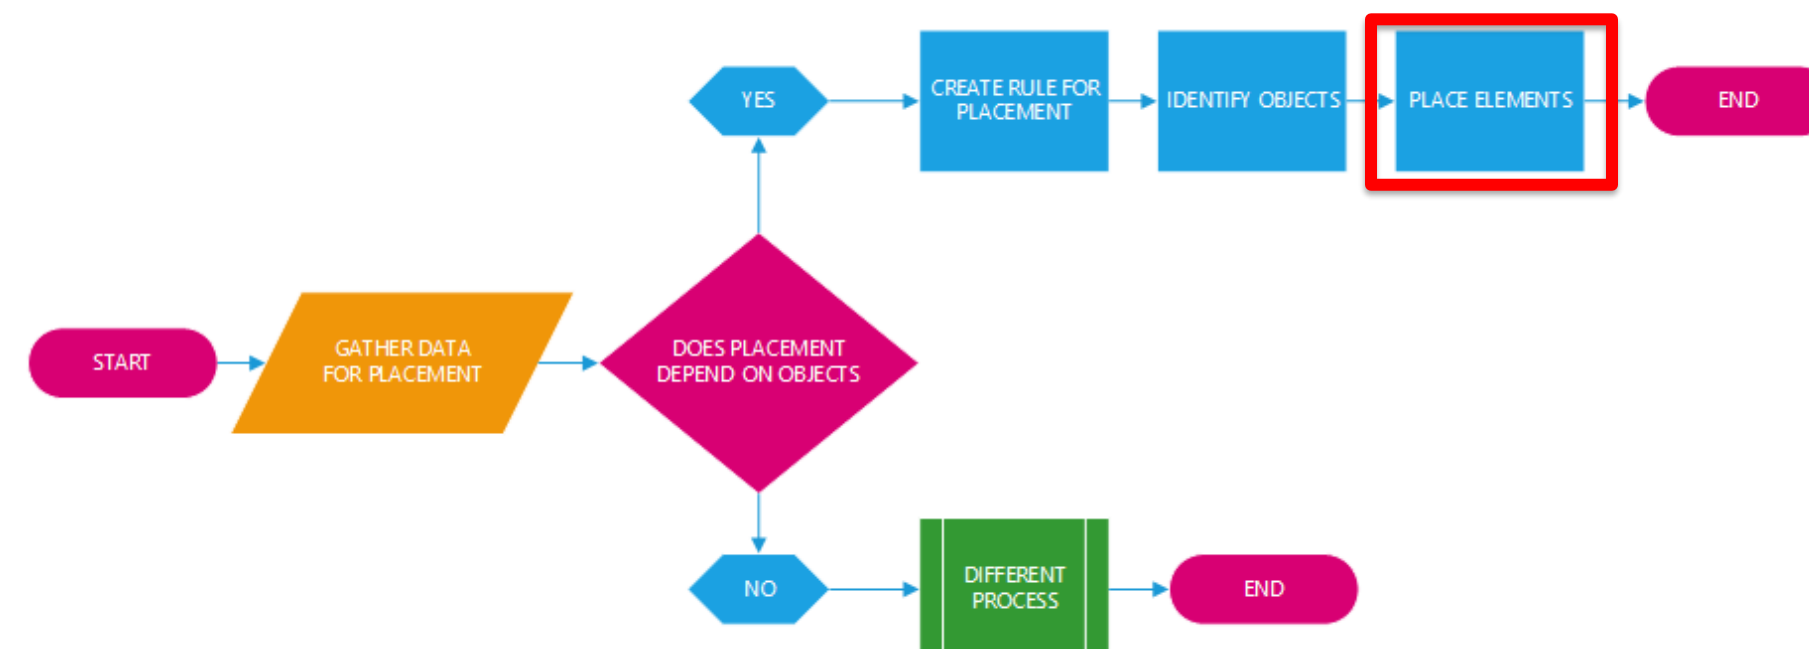 START
GATHER DATA
FOR PLACEMENT
DOES PLACEMENT
DEPEND ON OBJECTS
YES
CREATE RULE FOR
PLACEMENT
IDENTIFY OBJECTS
PLACE ELEMENTS
END
NO
DIFFERENT
PROCESS
END